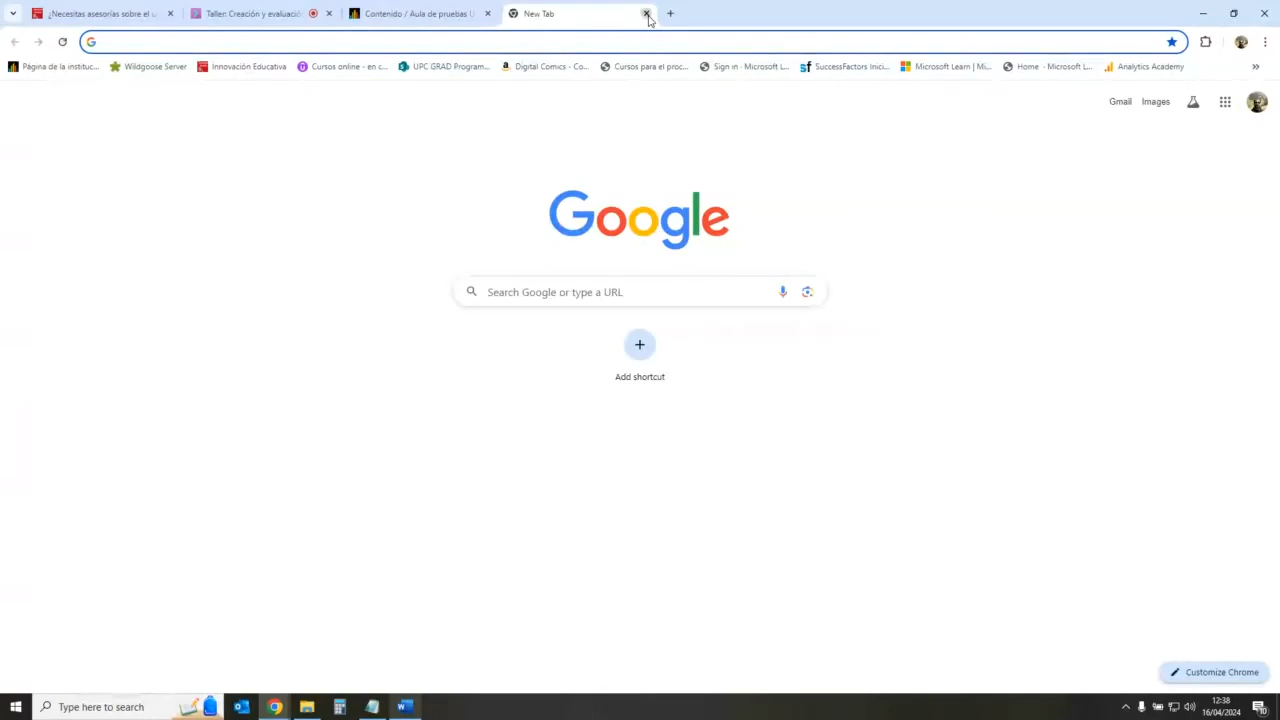 ¿Necesitas asesorías sobre el u
Taller: Creación y evaluació
Contenido / Aula de pruebas U
New Tab
Página de la instituc...
Wildgoose Server
Innovación Educativa
Cursos online - en c...
UPC GRAD Program...
Digital Comics - Co...
Cursos para el proc...
Sign in · Microsoft L...
SuccessFactors Inici...
Microsoft Learn | Mi...
Home · Microsoft L...
Analytics Academy
»
Gmail
Images
Google
Search Google or type a URL
Add shortcut
Customize Chrome
Type here to search
12:38
16/04/2024